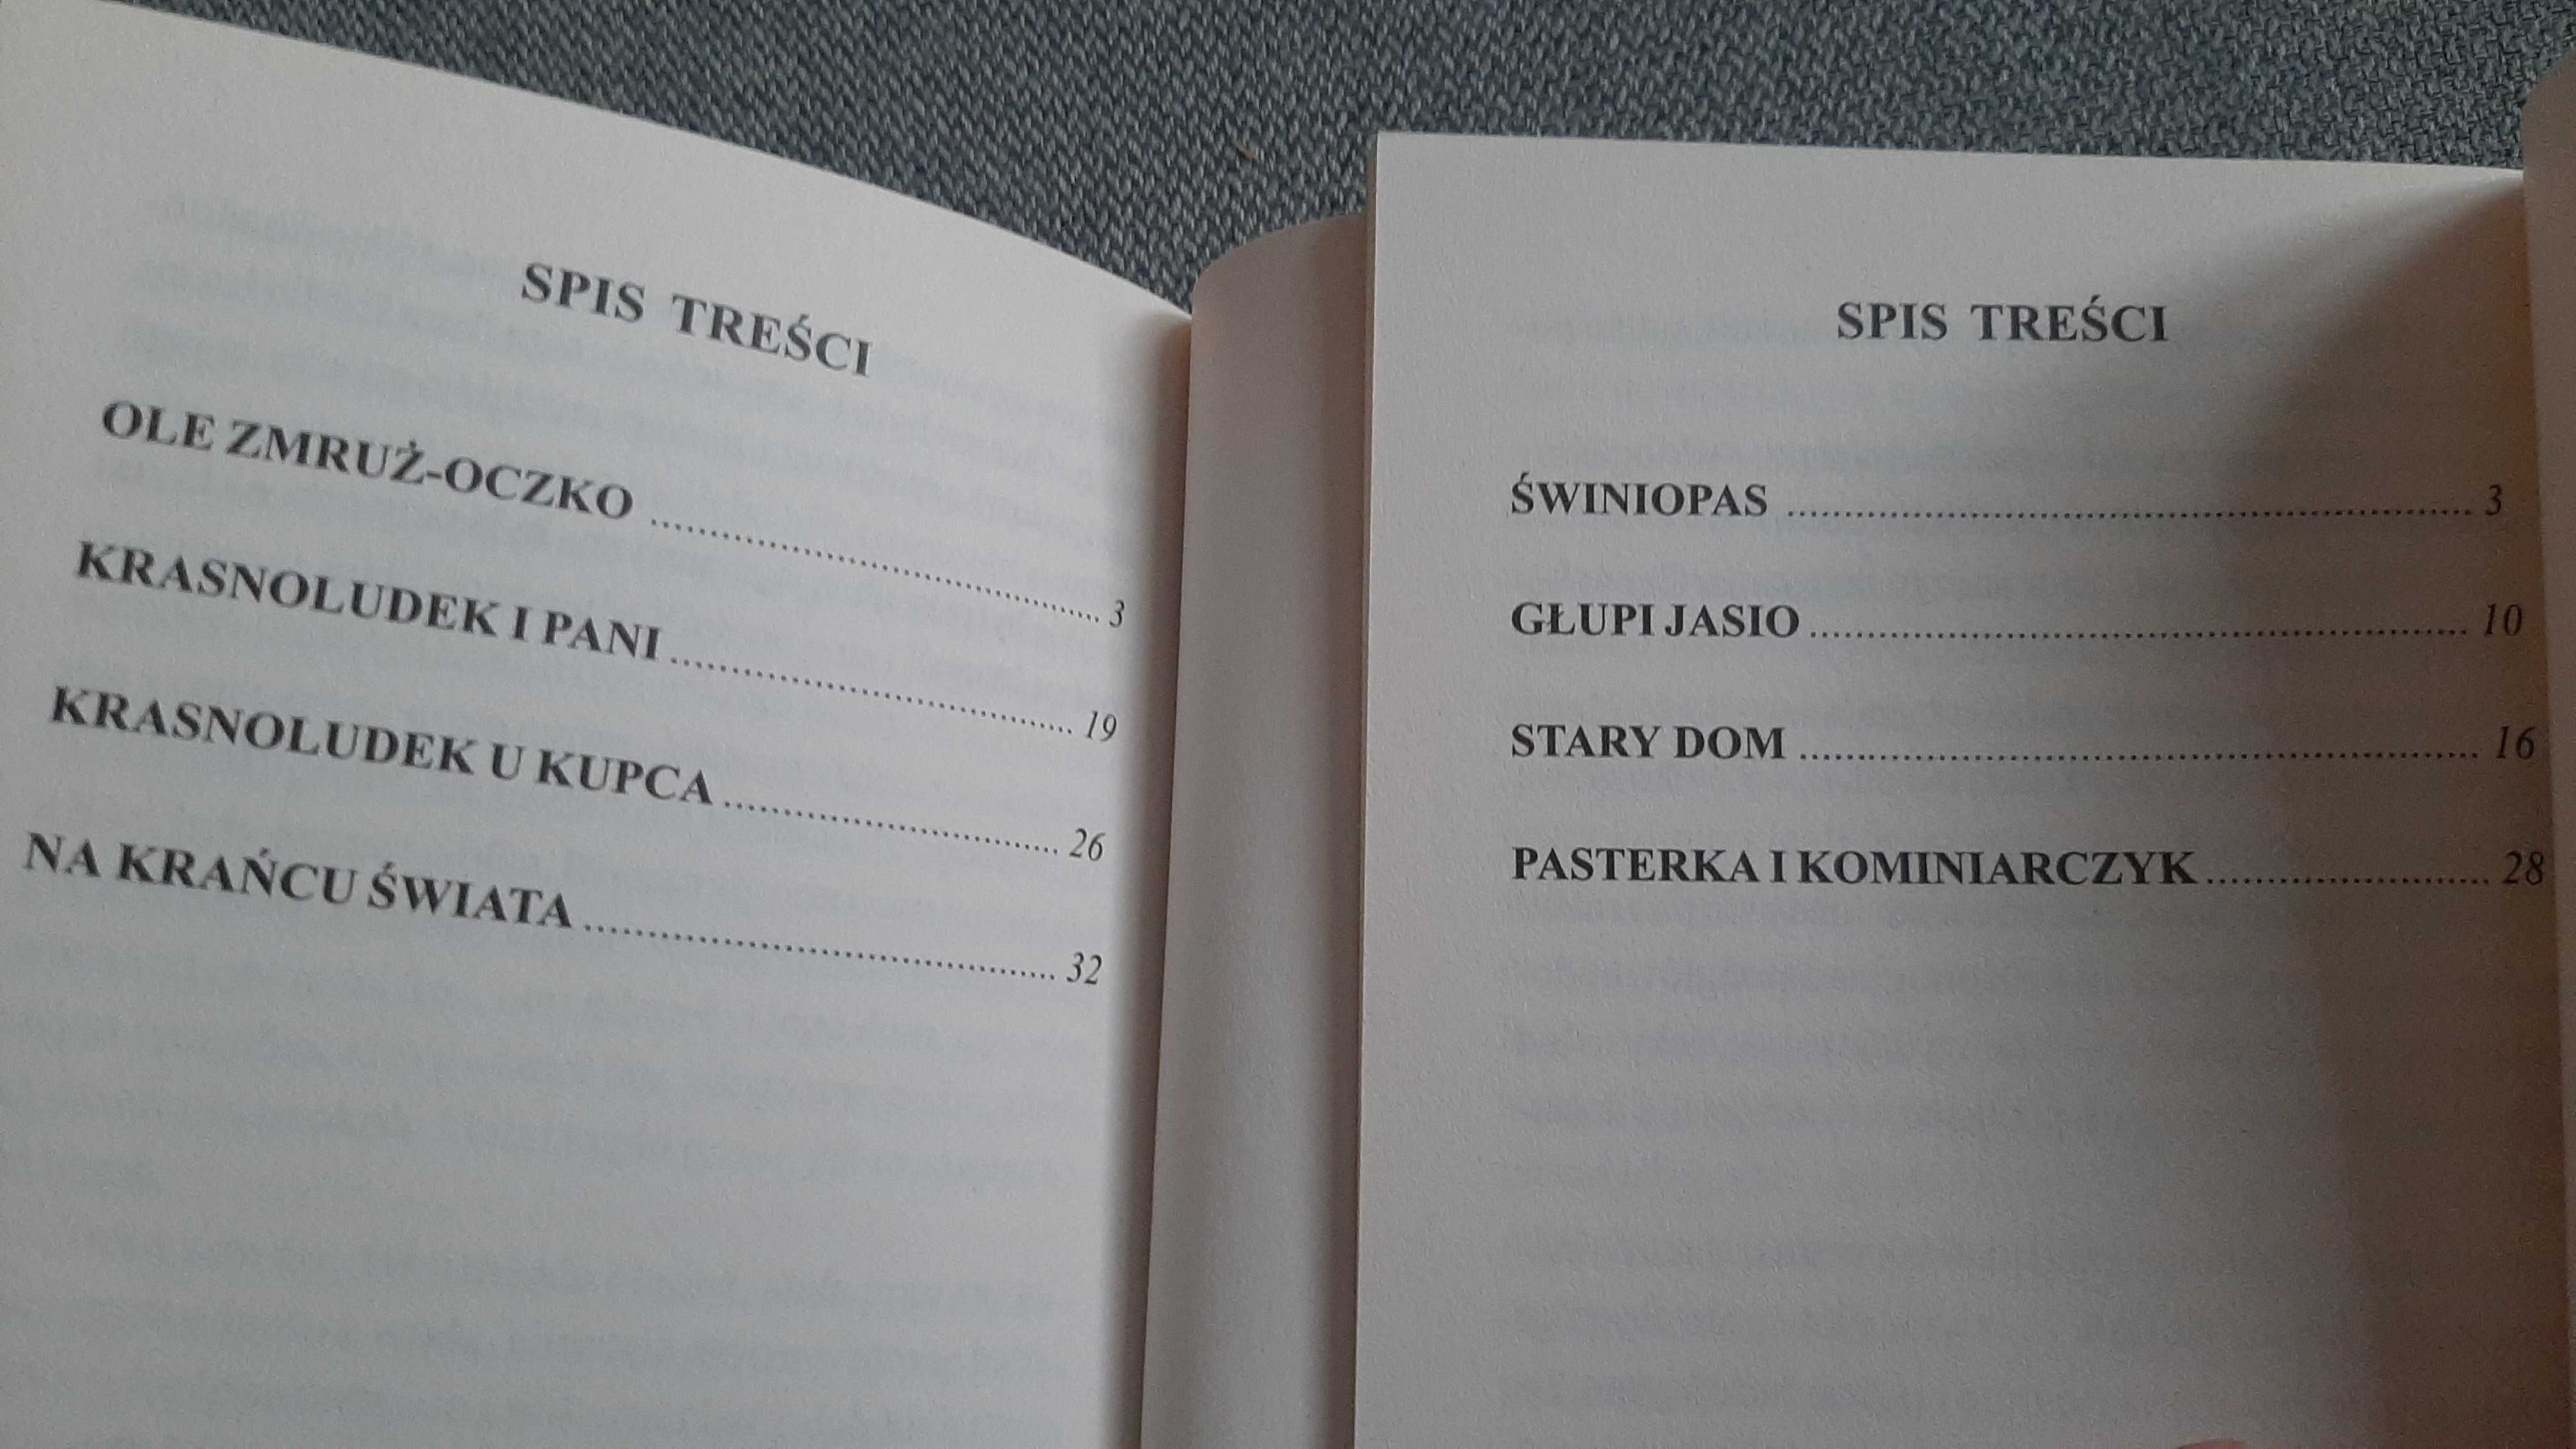 SPIS TREŚCI
OLE ZMRUŻ-OCZKO ........................................ 3
KRASNOLUDEK I PANI ........................................ 19
KRASNOLUDEK U KUPCA ................................ 26
NA KRAŃCU ŚWIATA ........................................ 32
SPIS TREŚCI
ŚWINIOPAS ............................................................ 3
GŁUPI JASIO ............................................................ 10
STARY DOM ............................................................ 16
PASTERKA I KOMINIARCZYK ............................ 28